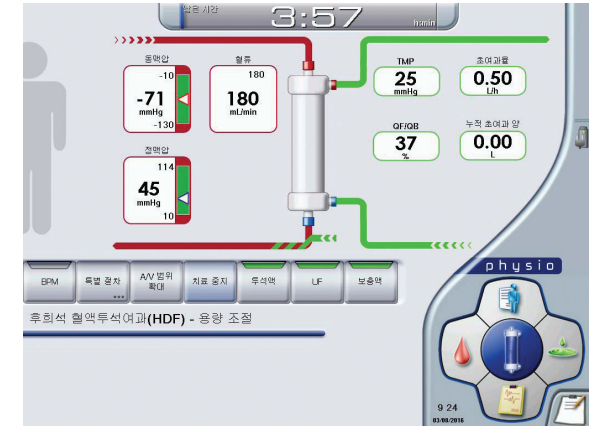 남은 시간
3:57
h:min
동맥압
-10
-71
mmHg
-130
혈류
180
180
mL/min
TMP
25
mmHg
초여과율
0.50
L/h
QF/QB
37
%
누적 초여과 양
0.00
L
정맥압
114
45
mmHg
10
physio
BPM
특별 절차
...
A/V 범위
확대
치료 중지
투석액
UF
보충액
후희석 혈액투석여과(HDF) - 용량 조절
9 24
03/08/2016